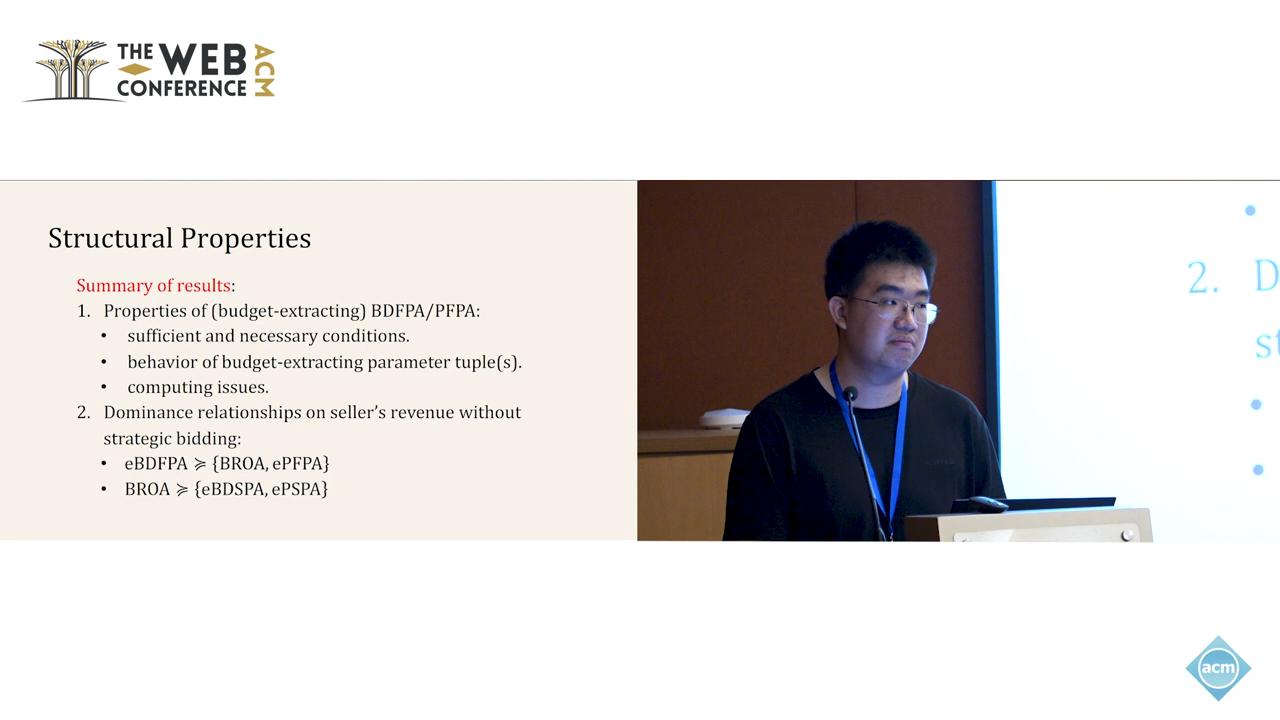 THE WEB
CONFERENCE
ACM
Structural Properties
Summary of results:
1. Properties of (budget-extracting) BDFPA/PFPA:
• sufficient and necessary conditions.
• behavior of budget-extracting parameter tuple(s).
• computing issues.
2. Dominance relationships on seller's revenue without
strategic bidding:
• eBDFPA ≽ {BROA, ePFPA}
• BROA ≽ {eBDSPA, ePSPA}
2. D
st
acm